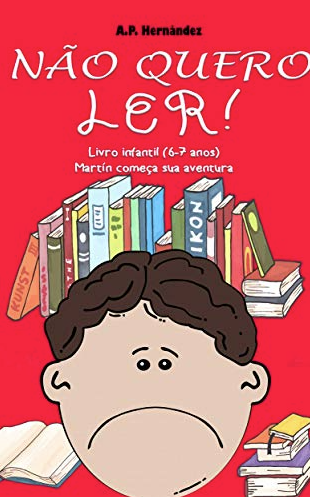 A.P. Hernández
NÃO QUERO
LER!
Livro infantil (6-7 anos)
Martín começa sua aventura
KUNST
IKON